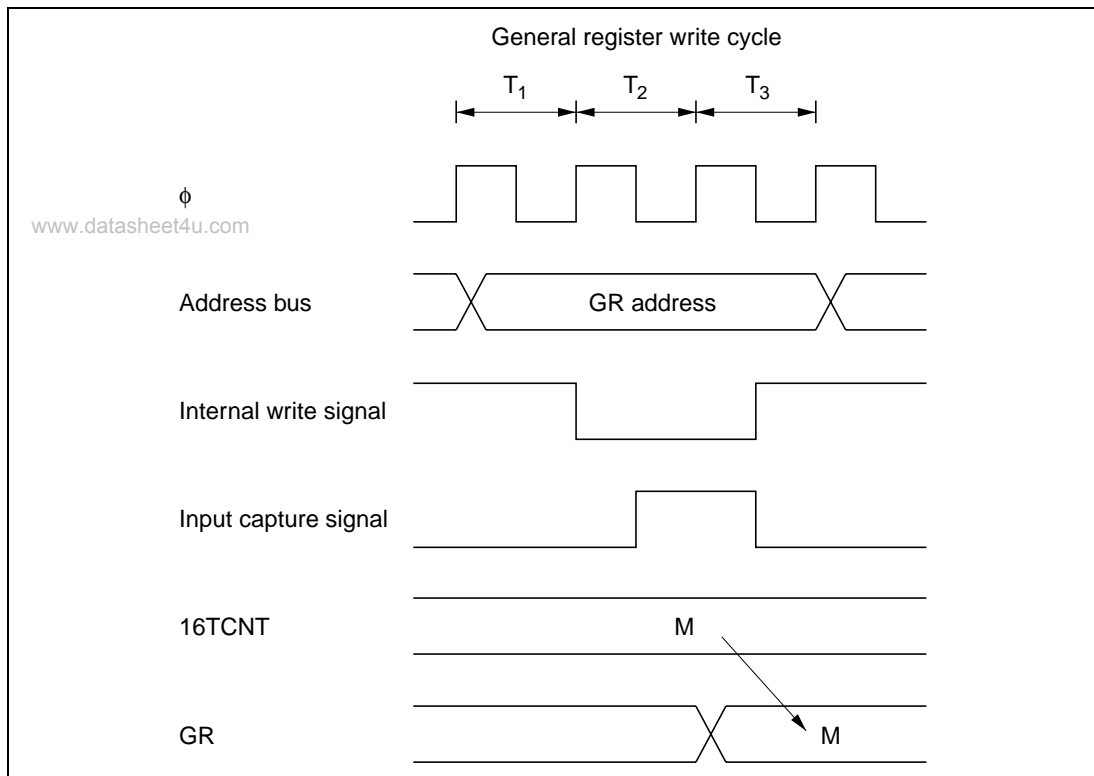 General register write cycle
T1 T2 T3
φ
www.datasheet4u.com
Address bus GR address
Internal write signal
Input capture signal
16TCNT M
GR M